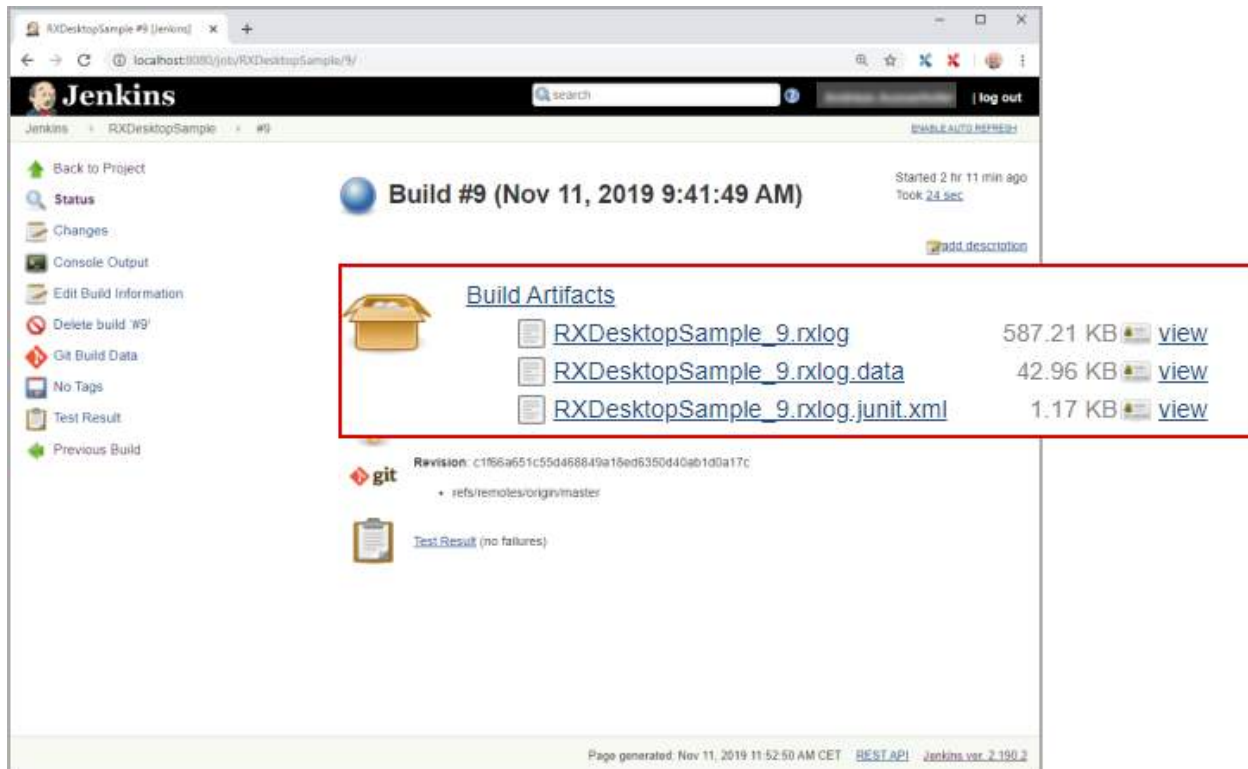 RXDesktopSample #9 [Jenkins]
localhost:8080/job/RXDesktopSample/9/
Jenkins
search
| log out
Jenkins RXDesktopSample #9
ENABLE AUTO REFRESH
Back to Project
Status
Changes
Console Output
Edit Build Information
Delete build '#9'
Git Build Data
No Tags
Test Result
Previous Build
Build #9 (Nov 11, 2019 9:41:49 AM)
Started 2 hr 11 min ago
Took 24 sec
add description
Build Artifacts
RXDesktopSample_9.rxlog 587.21 KB view
RXDesktopSample_9.rxlog.data 42.96 KB view
RXDesktopSample_9.rxlog.junit.xml 1.17 KB view
git
Revision: c1f66a651c55d468849a18ed6350d40ab1d0a17c
• refs/remotes/origin/master
Test Result (no failures)
Page generated: Nov 11, 2019 11:52:50 AM CET REST API Jenkins ver. 2.190.2